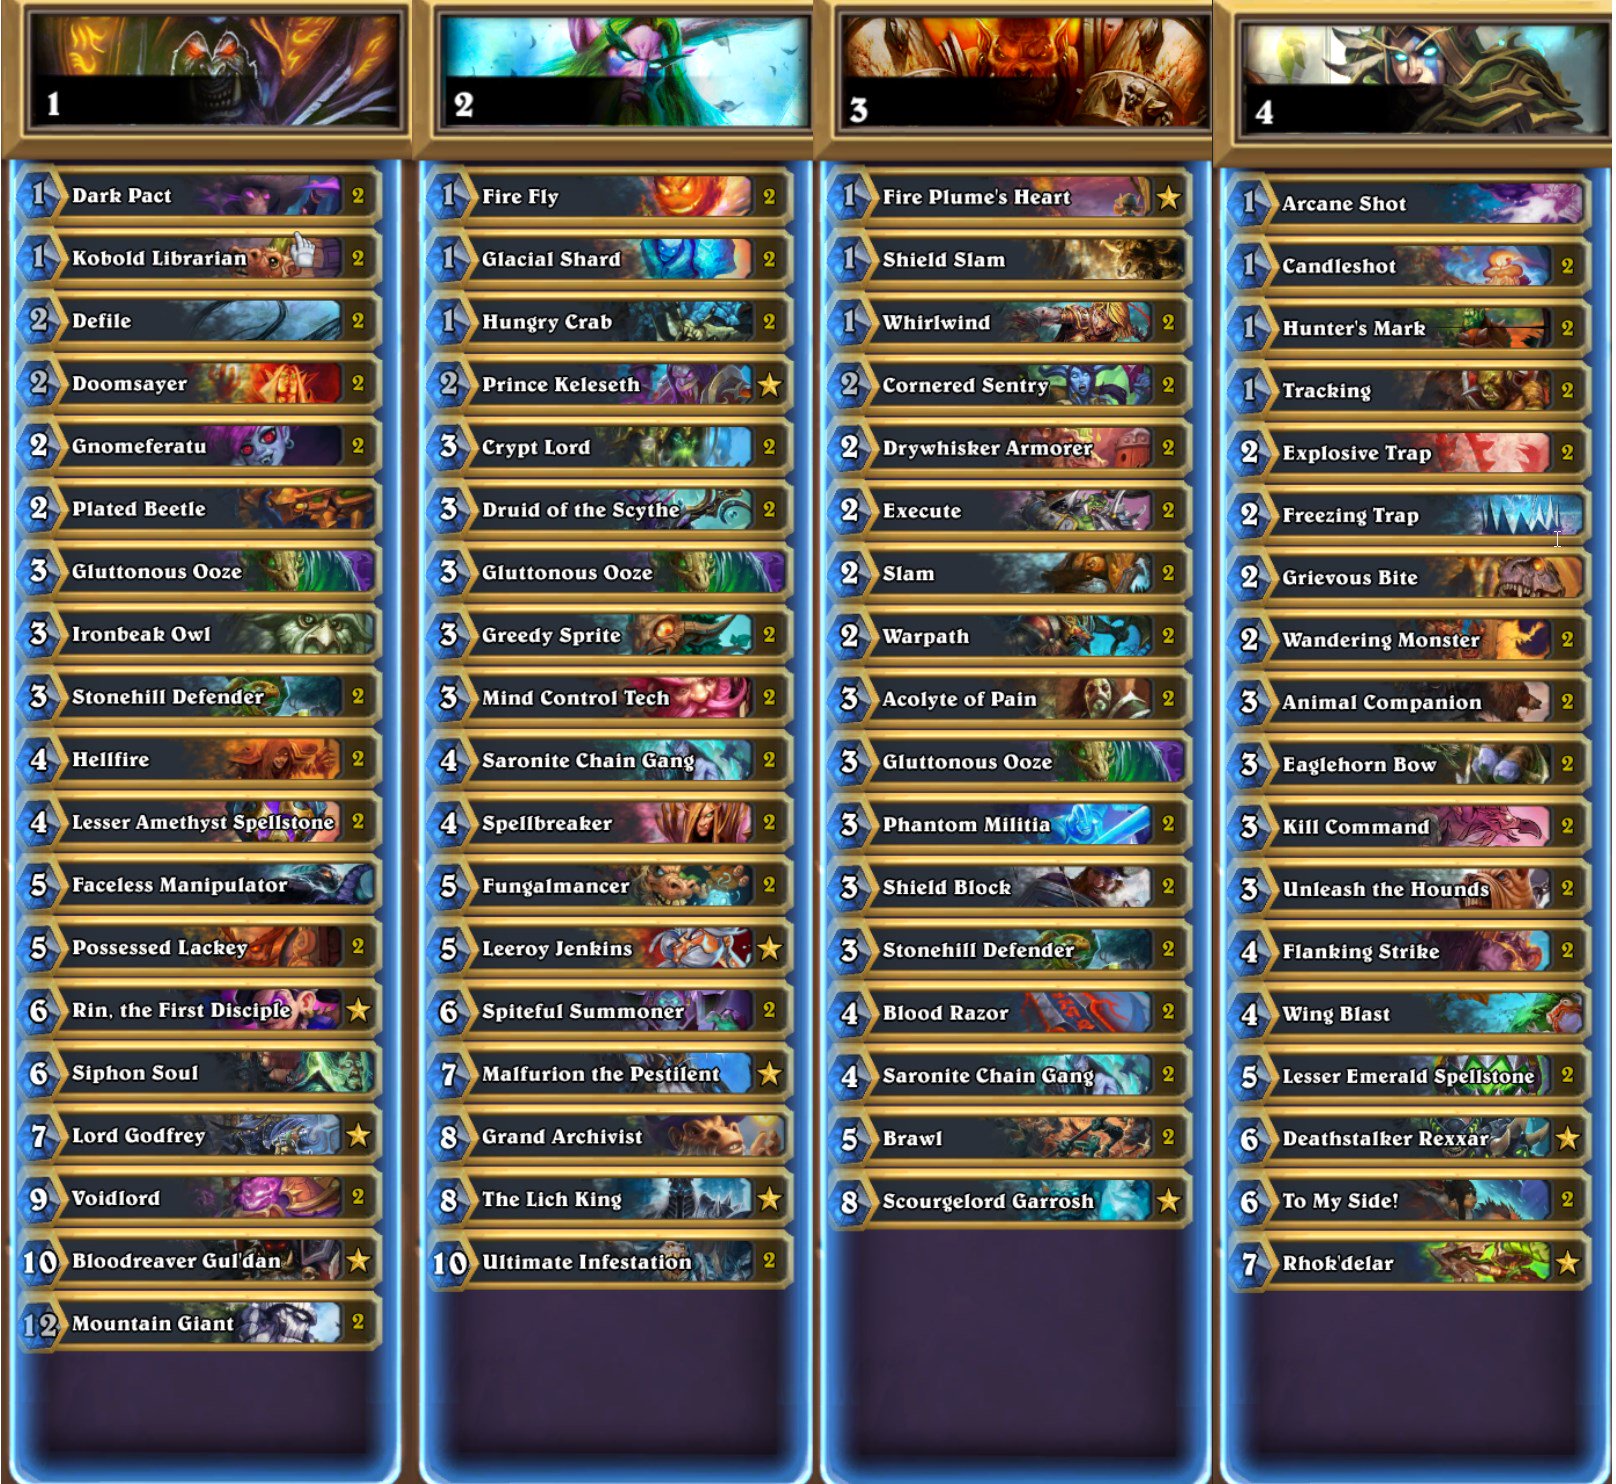 1
1 Dark Pact 2
1 Kobold Librarian 2
2 Defile 2
2 Doomsayer 2
2 Gnomeferatu 2
2 Plated Beetle
3 Gluttonous Ooze
3 Ironbeak Owl
3 Stonehill Defender 2
4 Hellfire 2
4 Lesser Amethyst Spellstone 2
5 Faceless Manipulator
5 Possessed Lackey 2
6 Rin, the First Disciple
6 Siphon Soul
7 Lord Godfrey
9 Voidlord 2
10 Bloodreaver Gul'dan
12 Mountain Giant 2
2
1 Fire Fly 2
1 Glacial Shard 2
1 Hungry Crab 2
2 Prince Keleseth
3 Crypt Lord 2
3 Druid of the Scythe 2
3 Gluttonous Ooze
3 Greedy Sprite 2
3 Mind Control Tech 2
4 Saronite Chain Gang 2
4 Spellbreaker 2
5 Fungalmancer 2
5 Leeroy Jenkins
6 Spiteful Summoner 2
7 Malfurion the Pestilent
8 Grand Archivist
8 The Lich King
10 Ultimate Infestation 2
3
1 Fire Plume's Heart
1 Shield Slam
1 Whirlwind 2
2 Cornered Sentry 2
2 Drywhisker Armorer 2
2 Execute 2
2 Slam 2
2 Warpath 2
3 Acolyte of Pain 2
3 Gluttonous Ooze
3 Phantom Militia 2
3 Shield Block 2
3 Stonehill Defender 2
4 Blood Razor 2
4 Saronite Chain Gang 2
5 Brawl 2
8 Scourgelord Garrosh
4
1 Arcane Shot
1 Candleshot 2
1 Hunter's Mark 2
1 Tracking 2
2 Explosive Trap 2
2 Freezing Trap
2 Grievous Bite
2 Wandering Monster 2
3 Animal Companion 2
3 Eaglehorn Bow 2
3 Kill Command 2
3 Unleash the Hounds 2
4 Flanking Strike 2
4 Wing Blast
5 Lesser Emerald Spellstone 2
6 Deathstalker Rexxar
6 To My Side! 2
7 Rhok'delar